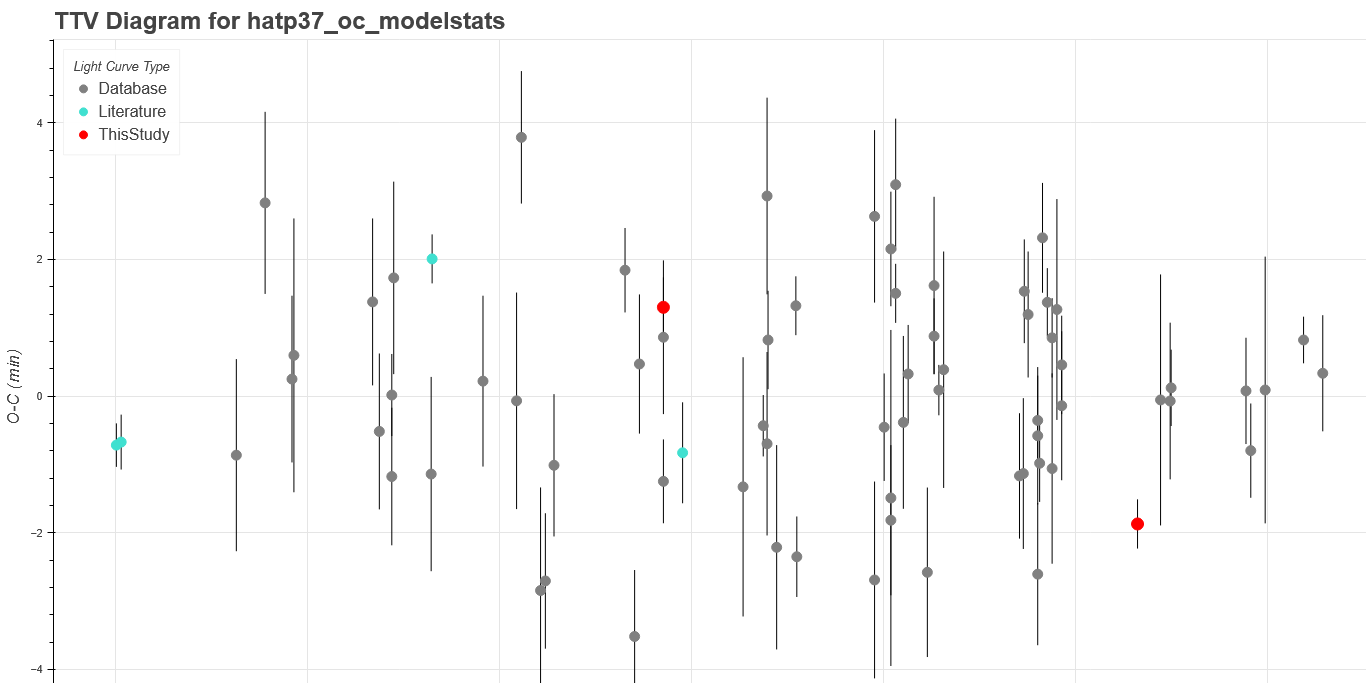 TTV Diagram for hatp37_oc_modelstats
Light Curve Type
Database
Literature
ThisStudy
4
2
0
−2
−4
O-C (min)